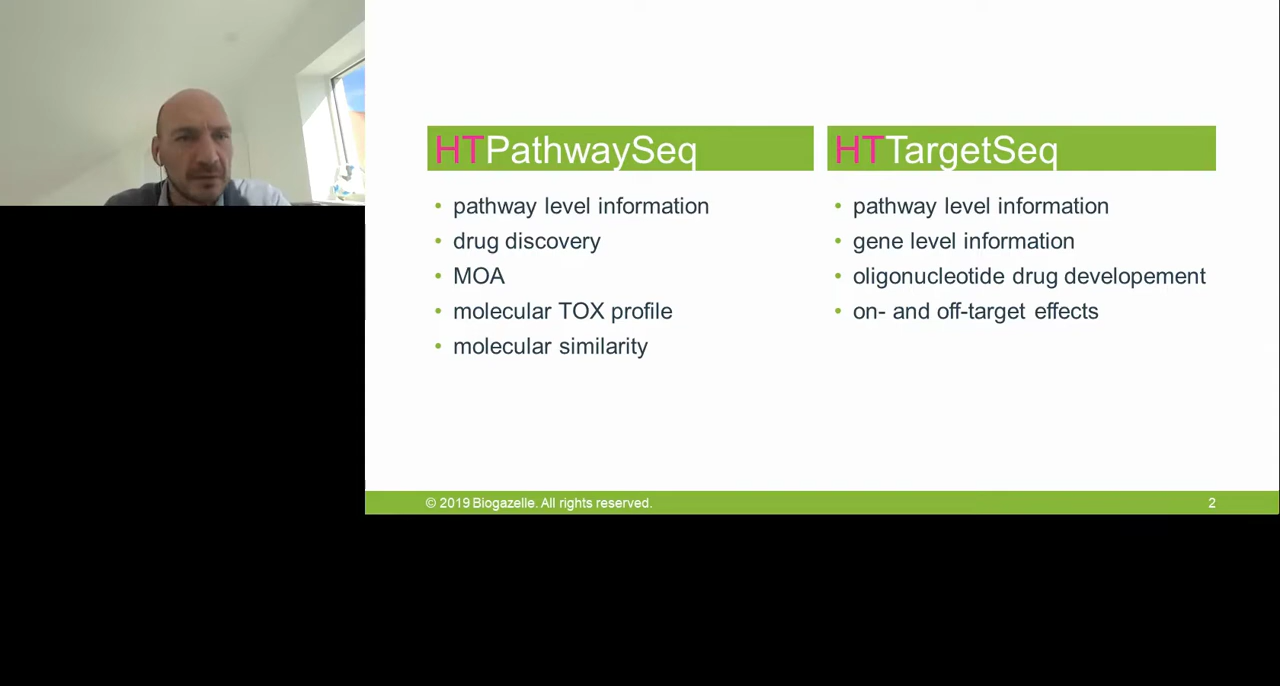 HTPathwaySeq
• pathway level information
• drug discovery
• MOA
• molecular TOX profile
• molecular similarity
HTTargetSeq
• pathway level information
• gene level information
• oligonucleotide drug developement
• on- and off-target effects
© 2019 Biogazelle. All rights reserved.
2